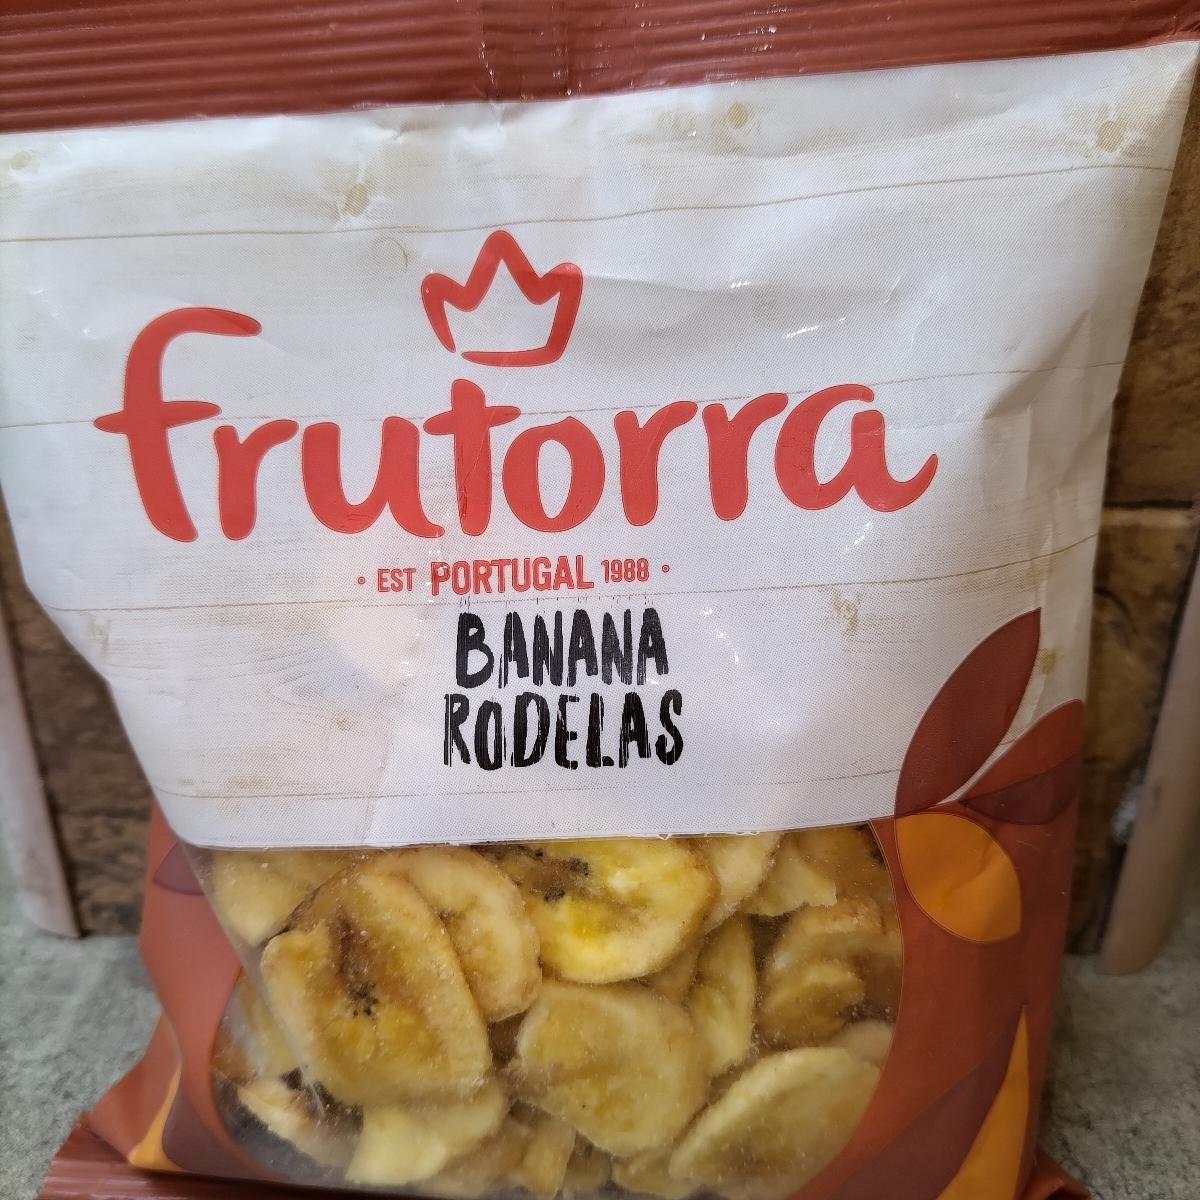 frutorra
• EST PORTUGAL 1988 •
BANANA
RODELAS